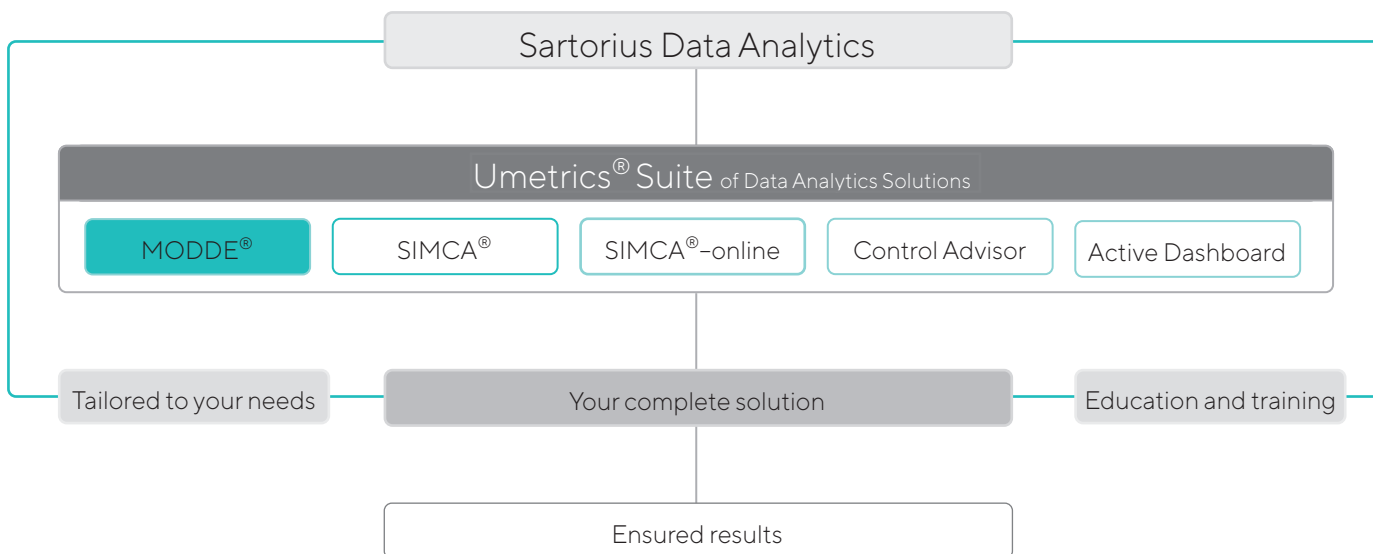 Sartorius Data Analytics
Umetrics® Suite of Data Analytics Solutions
MODDE®
SIMCA®
SIMCA®-online
Control Advisor
Active Dashboard
Tailored to your needs
Your complete solution
Education and training
Ensured results